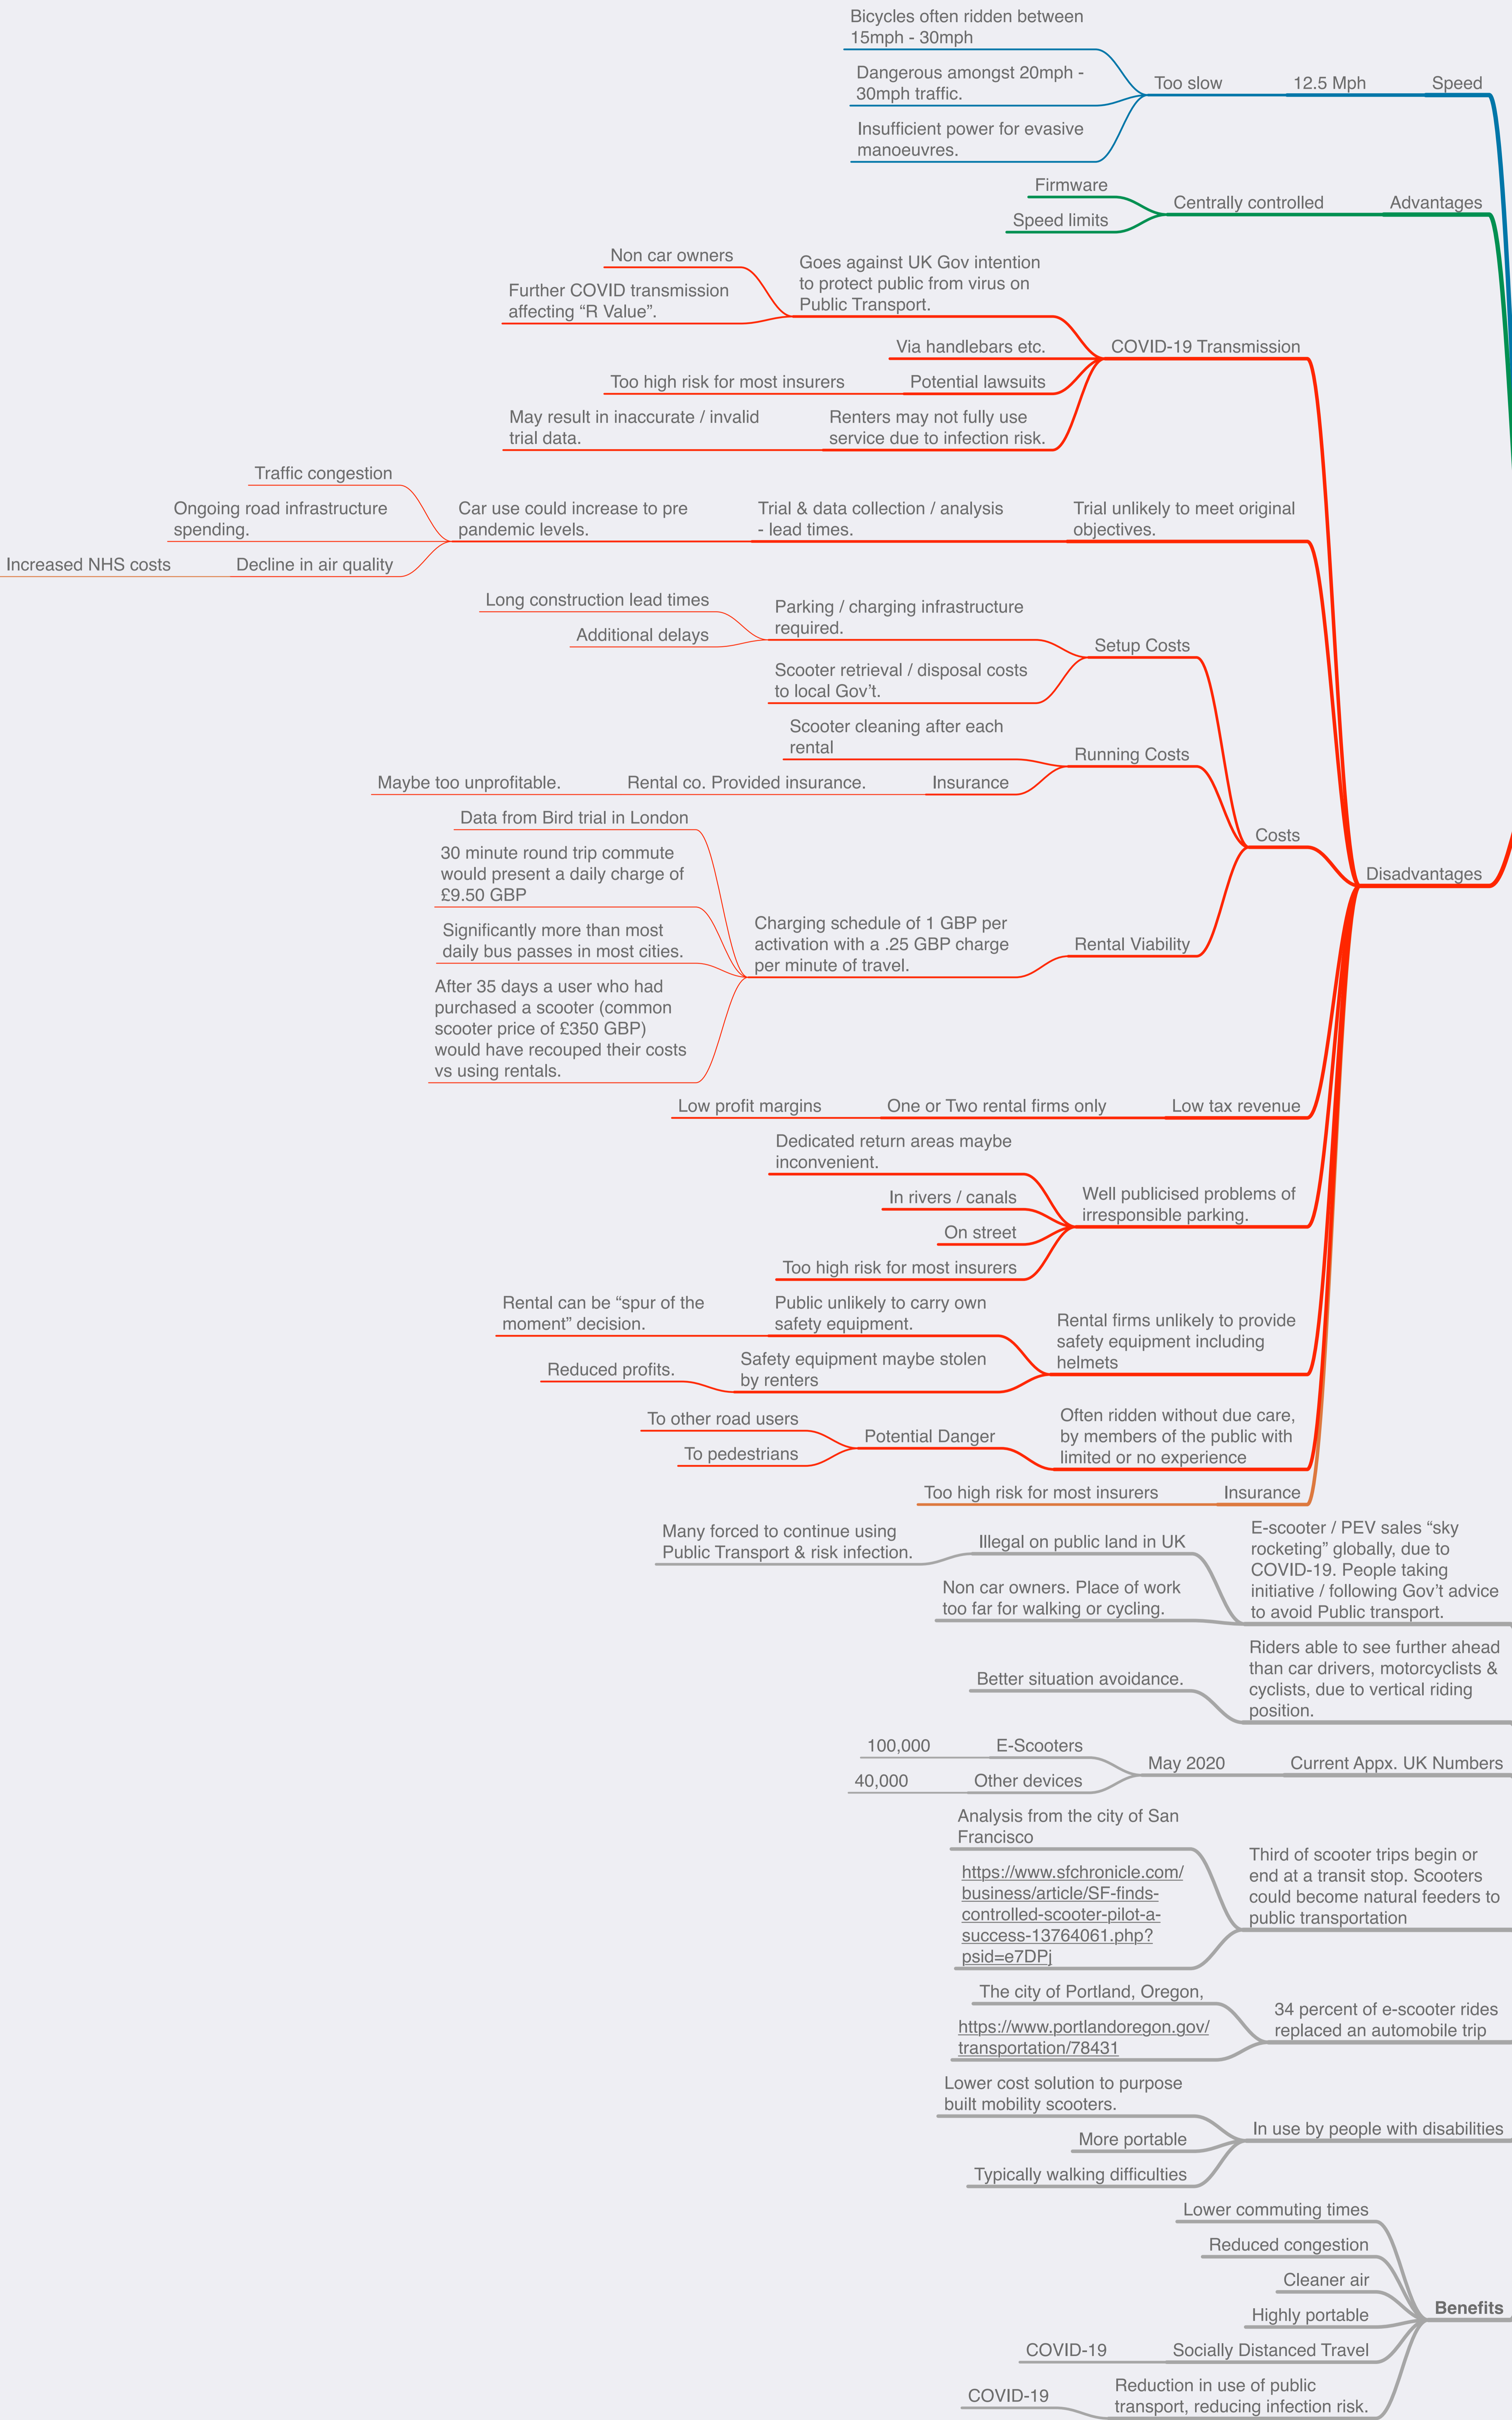 Bicycles often ridden between
15mph - 30mph
Dangerous amongst 20mph -
30mph traffic.
Insufficient power for evasive
manoeuvres.
Too slow
12.5 Mph
Speed
Firmware
Speed limits
Centrally controlled
Advantages
Non car owners
Further COVID transmission
affecting “R Value”.
Goes against UK Gov intention
to protect public from virus on
Public Transport.
Via handlebars etc.
Too high risk for most insurers
Potential lawsuits
May result in inaccurate / invalid
trial data.
Renters may not fully use
service due to infection risk.
COVID-19 Transmission
Traffic congestion
Ongoing road infrastructure
spending.
Increased NHS costs
Decline in air quality
Car use could increase to pre
pandemic levels.
Trial & data collection / analysis
- lead times.
Trial unlikely to meet original
objectives.
Long construction lead times
Additional delays
Parking / charging infrastructure
required.
Scooter retrieval / disposal costs
to local Gov’t.
Setup Costs
Scooter cleaning after each
rental
Maybe too unprofitable.
Rental co. Provided insurance.
Insurance
Running Costs
Data from Bird trial in London
30 minute round trip commute
would present a daily charge of
£9.50 GBP
Significantly more than most
daily bus passes in most cities.
After 35 days a user who had
purchased a scooter (common
scooter price of £350 GBP)
would have recouped their costs
vs using rentals.
Charging schedule of 1 GBP per
activation with a .25 GBP charge
per minute of travel.
Rental Viability
Costs
Disadvantages
Low profit margins
One or Two rental firms only
Low tax revenue
Dedicated return areas maybe
inconvenient.
In rivers / canals
On street
Too high risk for most insurers
Well publicised problems of
irresponsible parking.
Rental can be “spur of the
moment” decision.
Public unlikely to carry own
safety equipment.
Reduced profits.
Safety equipment maybe stolen
by renters
Rental firms unlikely to provide
safety equipment including
helmets
To other road users
To pedestrians
Potential Danger
Often ridden without due care,
by members of the public with
limited or no experience
Too high risk for most insurers
Insurance
Many forced to continue using
Public Transport & risk infection.
Illegal on public land in UK
Non car owners. Place of work
too far for walking or cycling.
E-scooter / PEV sales “sky
rocketing” globally, due to
COVID-19. People taking
initiative / following Gov’t advice
to avoid Public transport.
Better situation avoidance.
Riders able to see further ahead
than car drivers, motorcyclists &
cyclists, due to vertical riding
position.
100,000
E-Scooters
40,000
Other devices
May 2020
Current Appx. UK Numbers
Analysis from the city of San
Francisco
https://www.sfchronicle.com/
business/article/SF-finds-
controlled-scooter-pilot-a-
success-13764061.php?
psid=e7DPj
Third of scooter trips begin or
end at a transit stop. Scooters
could become natural feeders to
public transportation
The city of Portland, Oregon,
https://www.portlandoregon.gov/
transportation/78431
34 percent of e-scooter rides
replaced an automobile trip
Lower cost solution to purpose
built mobility scooters.
More portable
Typically walking difficulties
In use by people with disabilities
Lower commuting times
Reduced congestion
Cleaner air
Highly portable
COVID-19
Socially Distanced Travel
COVID-19
Reduction in use of public
transport, reducing infection risk.
Benefits